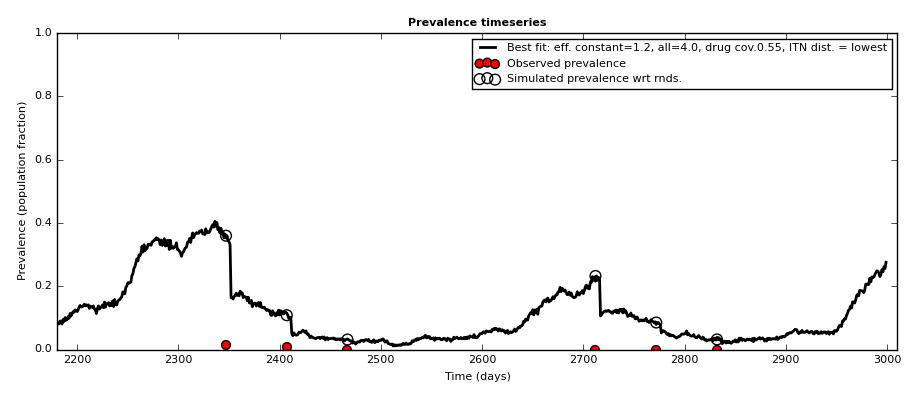 Prevalence timeseries
1.0
0.8
0.6
0.4
0.2
0.0
Prevalence (population fraction)
Best fit: eff. constant=1.2, all=4.0, drug cov.0.55, ITN dist. = lowest
Observed prevalence
Simulated prevalence wrt rnds.
2200 2300 2400 2500 2600 2700 2800 2900 3000
Time (days)